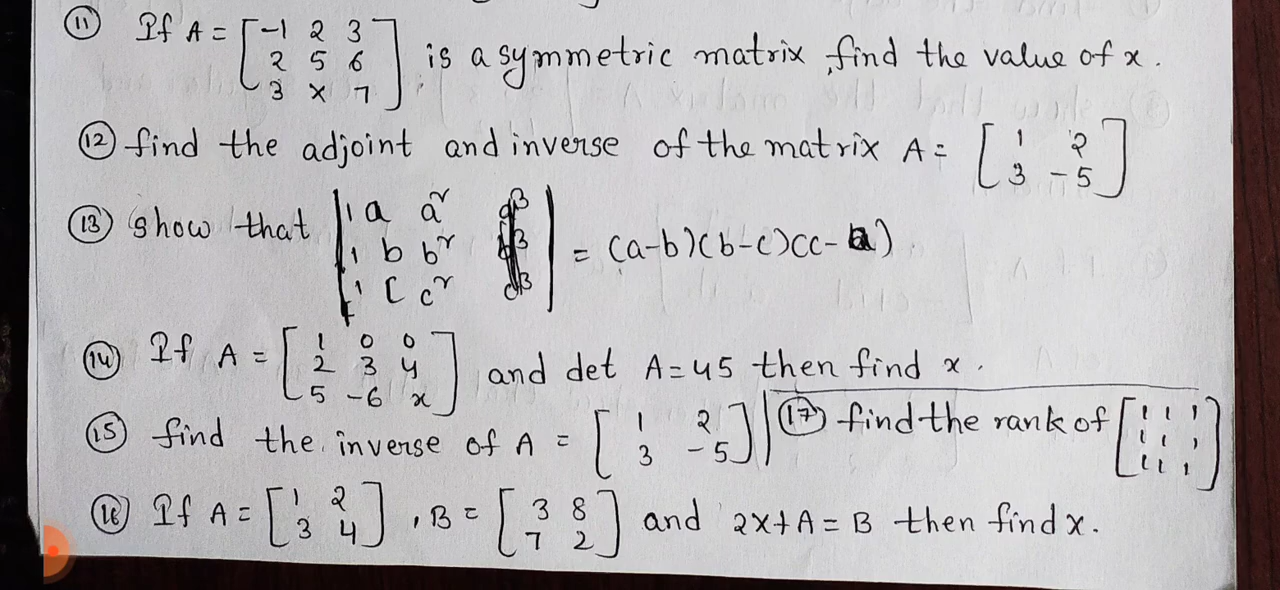 (11) If A = [-1 2 3
2 5 6
3 x 7] is a symmetric matrix, find the value of x.
(12) find the adjoint and inverse of the matrix A = [1 2
3 -5]
(13) show that |1 a a²
1 b b²
1 c c²| = (a-b)(b-c)(c-a)
(14) If A = [1 0 0
2 3 4
5 -6 x] and det A = 45 then find x.
(15) find the inverse of A = [1 2
3 -5]
(17) find the rank of [1 1 1
1 1 1
1 1 1]
(16) If A = [1 2
3 4], B = [3 8
7 2] and 2x+A = B then find x.